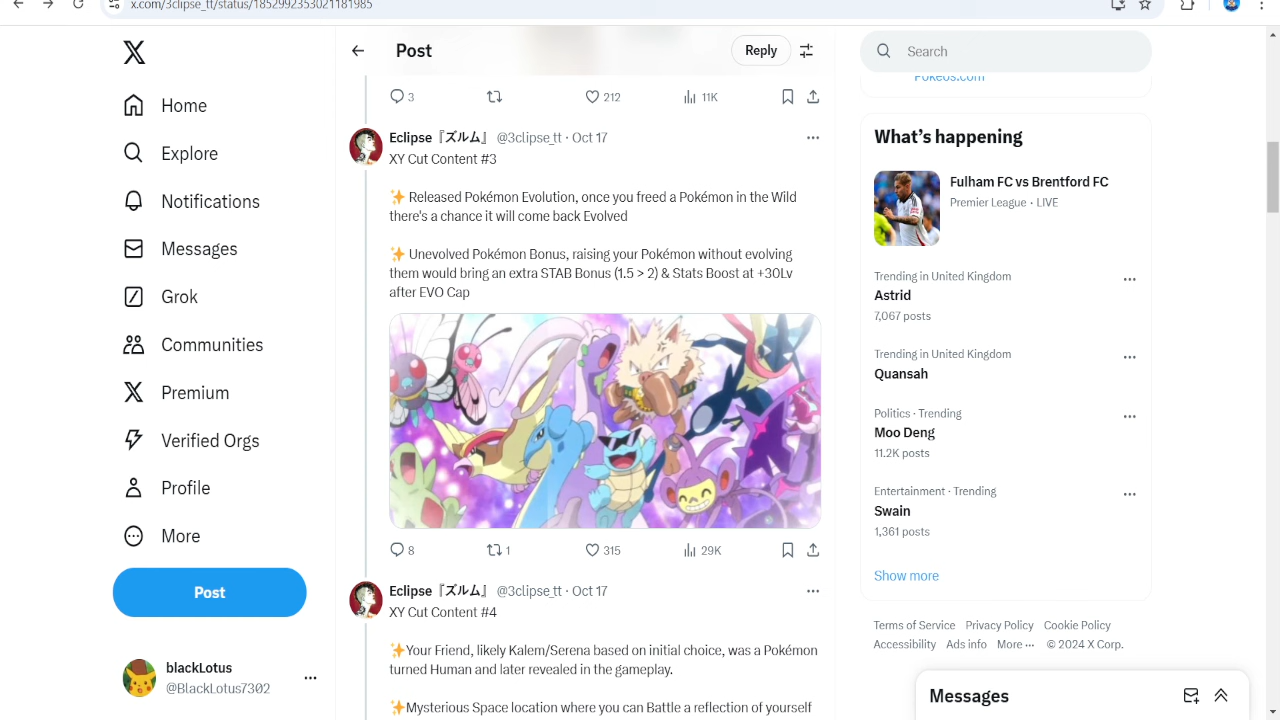 x.com/3clipse_tt/status/1852992353021181985
Home
Explore
Notifications
Messages
Grok
Communities
Premium
Verified Orgs
Profile
More
Post
blackLotus
@BlackLotus7302
Post
Reply
3
212
11K
Eclipse『ズルム』 @3clipse_tt · Oct 17
XY Cut Content #3
✨ Released Pokémon Evolution, once you freed a Pokémon in the Wild
there's a chance it will come back Evolved
✨ Unevolved Pokémon Bonus, raising your Pokémon without evolving
them would bring an extra STAB Bonus (1.5 > 2) & Stats Boost at +30Lv
after EVO Cap
8
1
315
29K
Eclipse『ズルム』 @3clipse_tt · Oct 17
XY Cut Content #4
✨Your Friend, likely Kalem/Serena based on initial choice, was a Pokémon
turned Human and later revealed in the gameplay.
✨Mysterious Space location where you can Battle a reflection of yourself
Search
Pokeos.com
What's happening
Fulham FC vs Brentford FC
Premier League · LIVE
Trending in United Kingdom
Astrid
7,067 posts
Trending in United Kingdom
Quansah
Politics · Trending
Moo Deng
11.2K posts
Entertainment · Trending
Swain
1,361 posts
Show more
Terms of Service Privacy Policy Cookie Policy
Accessibility Ads info More ··· © 2024 X Corp.
Messages